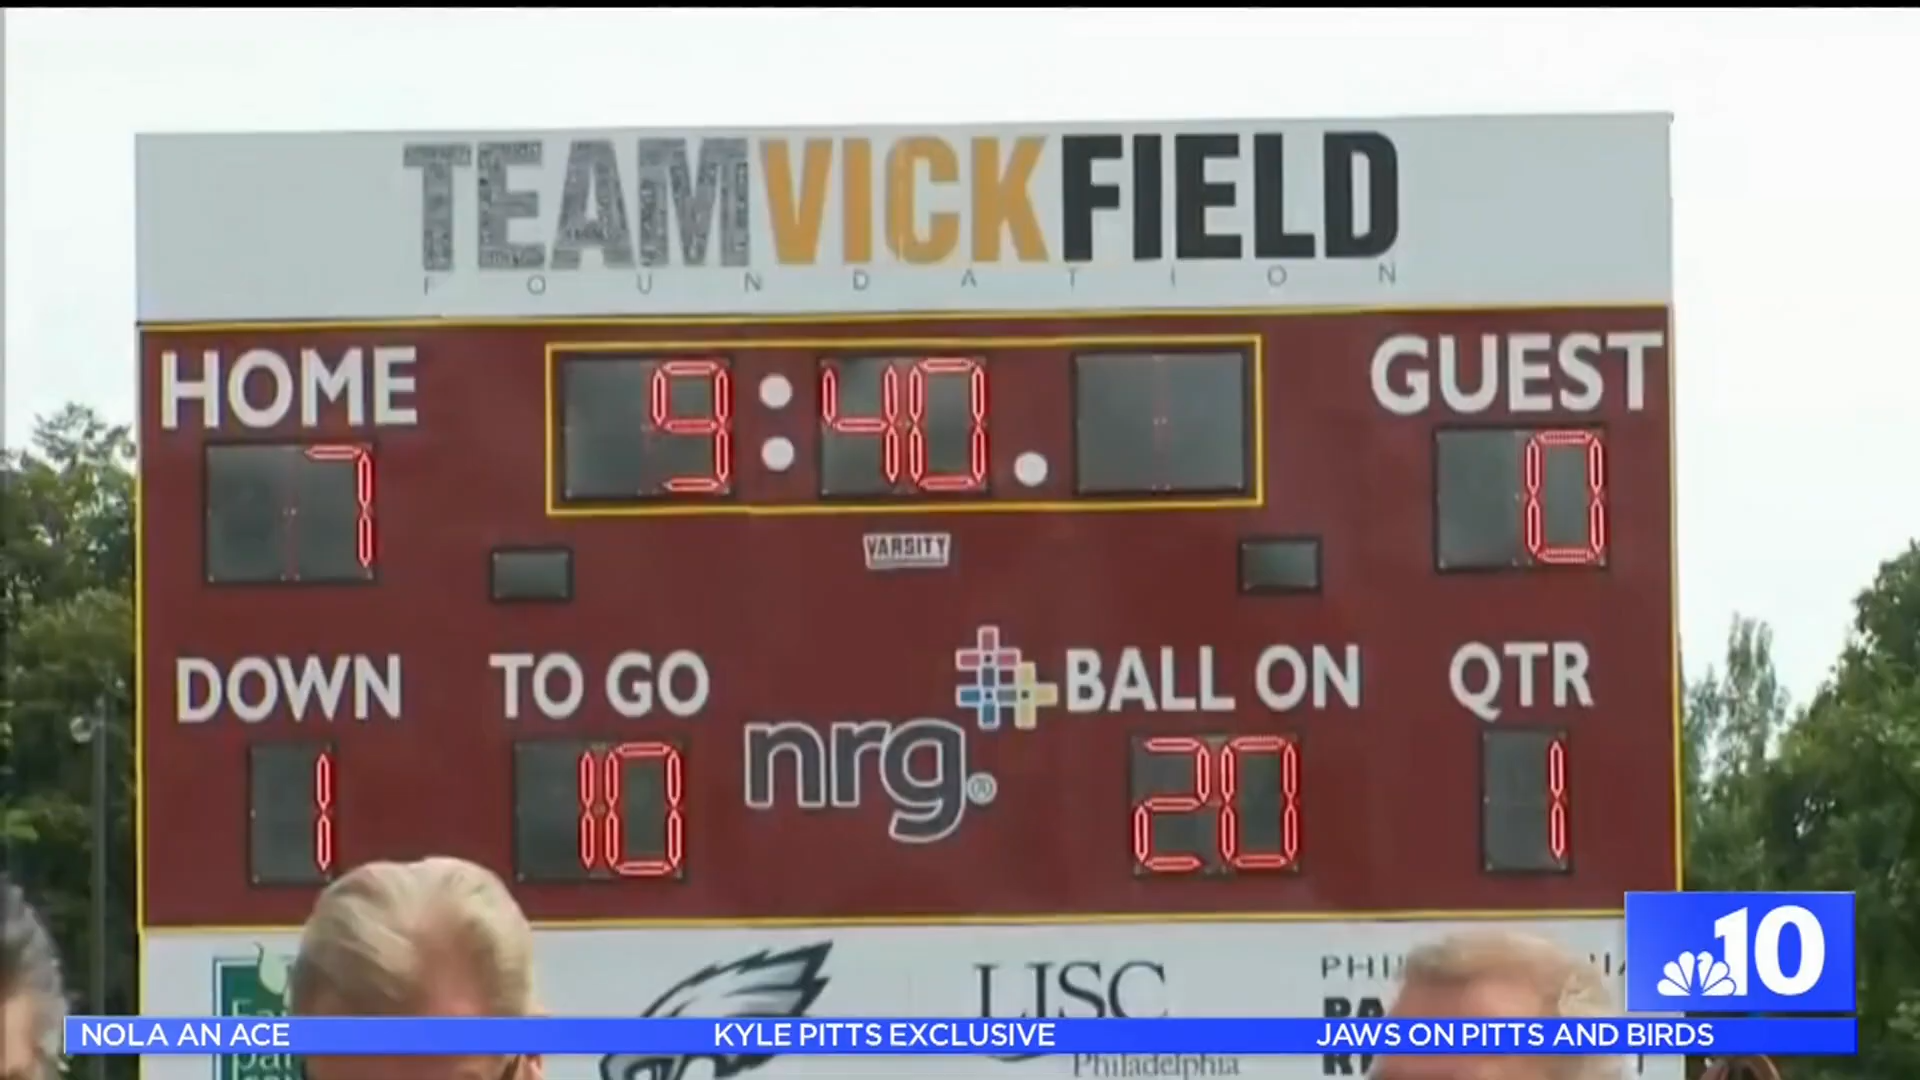 TEAMVICKFIELD
FOUNDATION
HOME
9:40.
GUEST
7
0
VARSITY
DOWN
TO GO
BALL ON
QTR
nrg®
1
10
20
1
10
LISC
NOLA AN ACE
KYLE PITTS EXCLUSIVE
JAWS ON PITTS AND BIRDS
Philadelphia